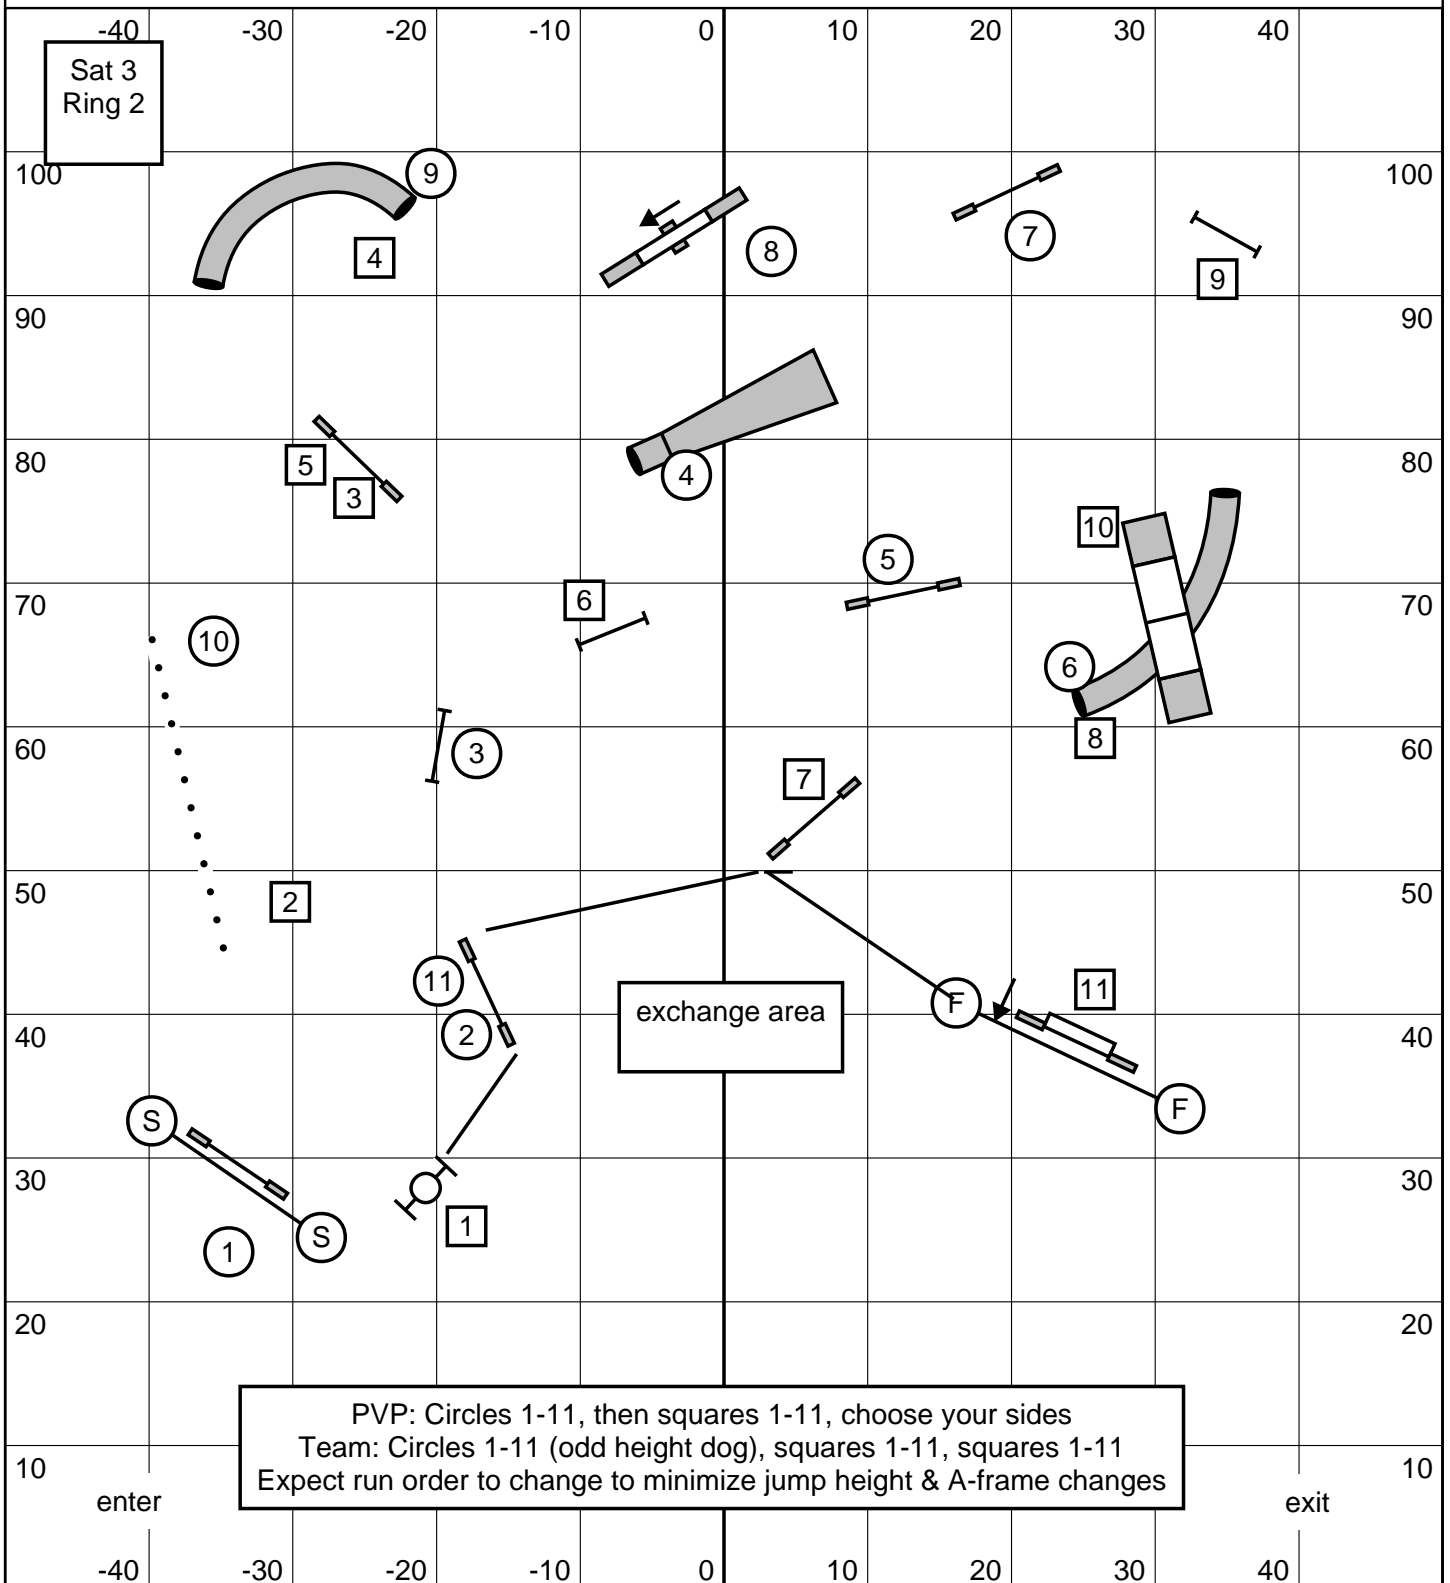 -40 -30 -20 -10 0 10 20 30 40
Sat 3
Ring 2
100 9 100
7
8
4
9
90 90
5
3
80 4 80
10
5
6
70 70
10
6
8
60 3 60
7
50 50
2
11
11
exchange area
F
2
40 40
S
F
30 30
1
S
1
20 20
PVP: Circles 1-11, then squares 1-11, choose your sides
Team: Circles 1-11 (odd height dog), squares 1-11, squares 1-11
10 10
Expect run order to change to minimize jump height & A-frame changes
enter exit
-40 -30 -20 -10 0 10 20 30 40